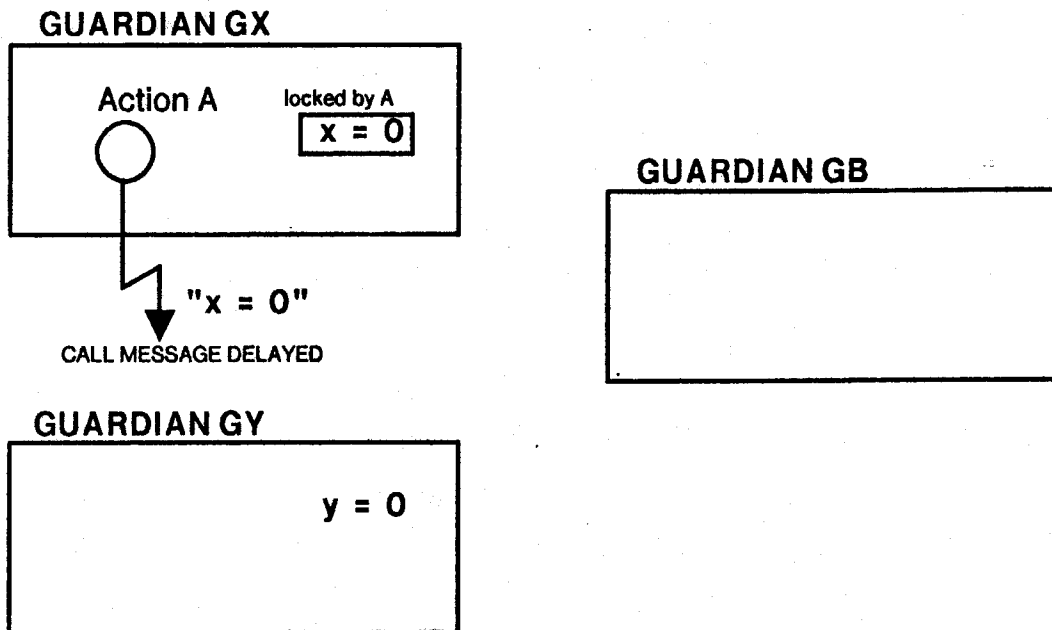 GUARDIAN GX
Action A
locked by A
x = 0
"x = 0"
CALL MESSAGE DELAYED
GUARDIAN GB
GUARDIAN GY
y = 0